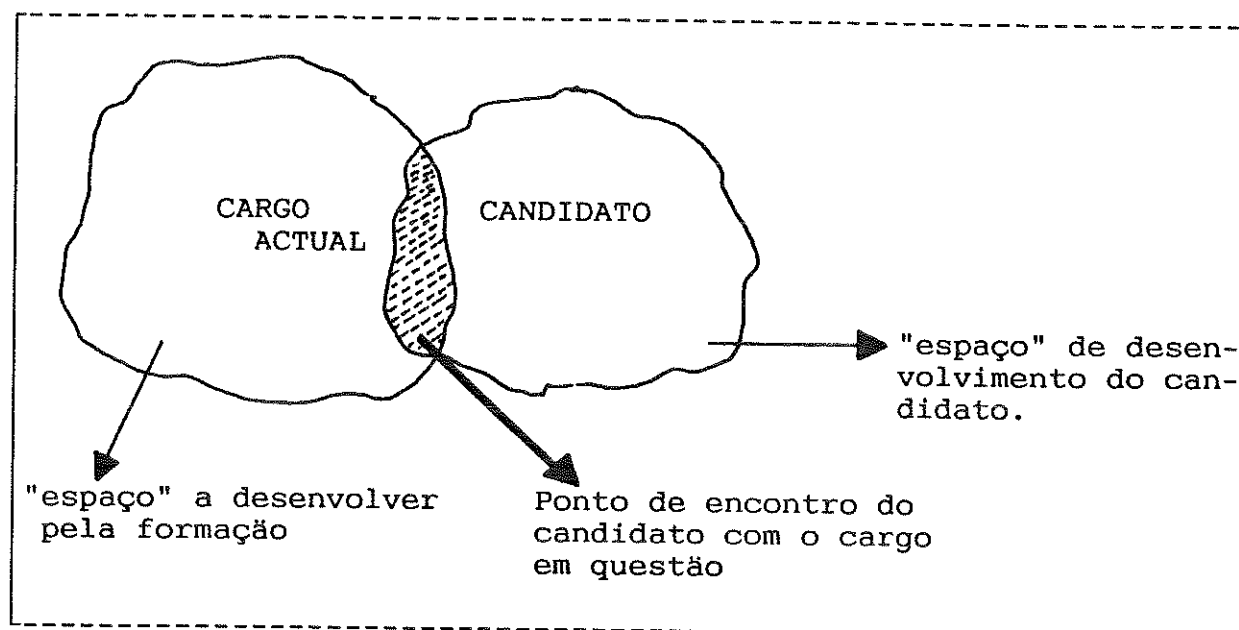 CARGO
ACTUAL
CANDIDATO
"espaço" de desen-
volvimento do can-
didato.
"espaço" a desenvolver
pela formação
Ponto de encontro do
candidato com o cargo
em questão